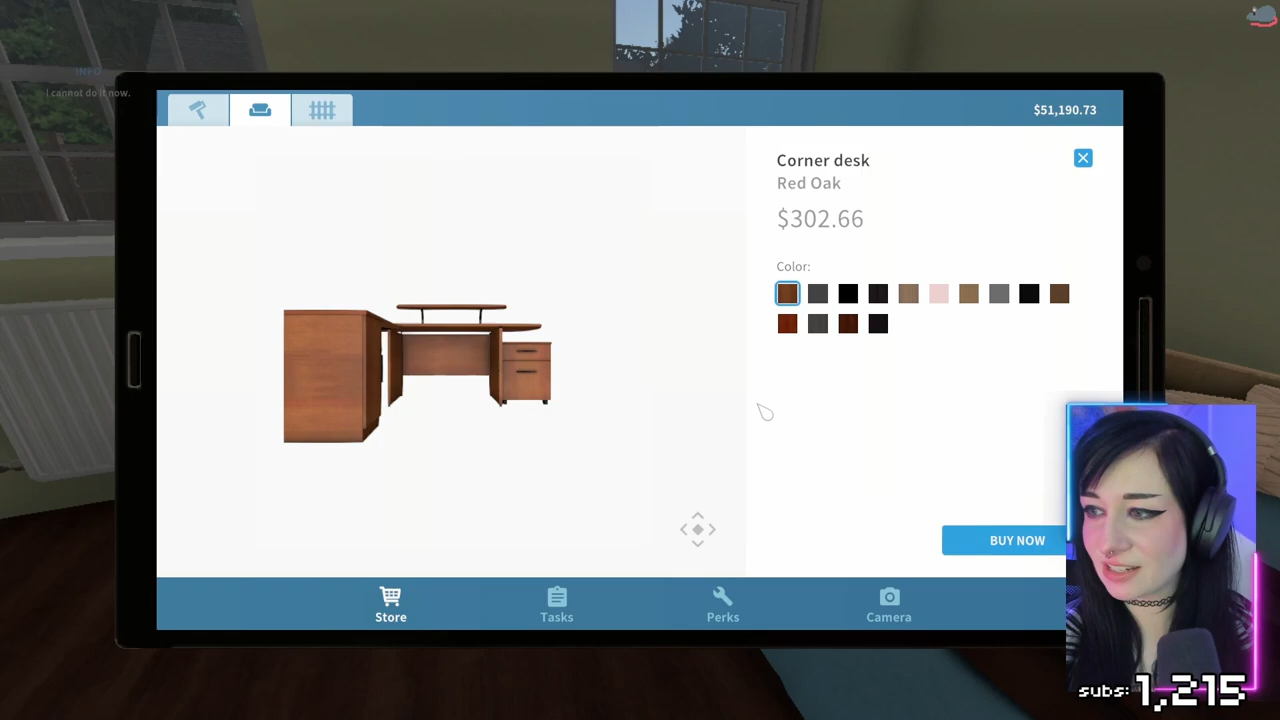 INFO
I cannot do it now.
$51,190.73
Corner desk
Red Oak
$302.66
Color:
BUY NOW
Store
Tasks
Perks
Camera
subs: 1,215